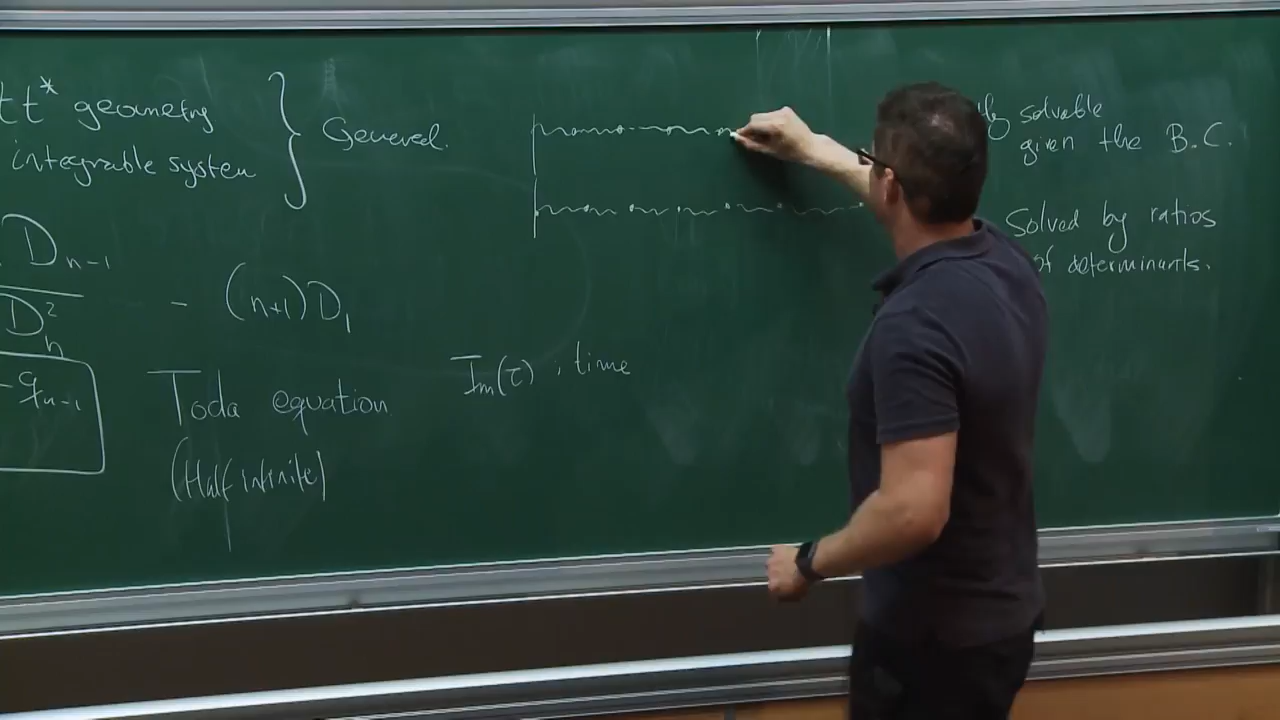 tt* geometry
integrable system
} General.
D_{n-1}
D_n^2
- (n+1) D_1
- q_{n-1}
Toda equation
(Half infinite)
Im(τ) , time
solvable
given the B.C.
Solved by ratios
of determinants.